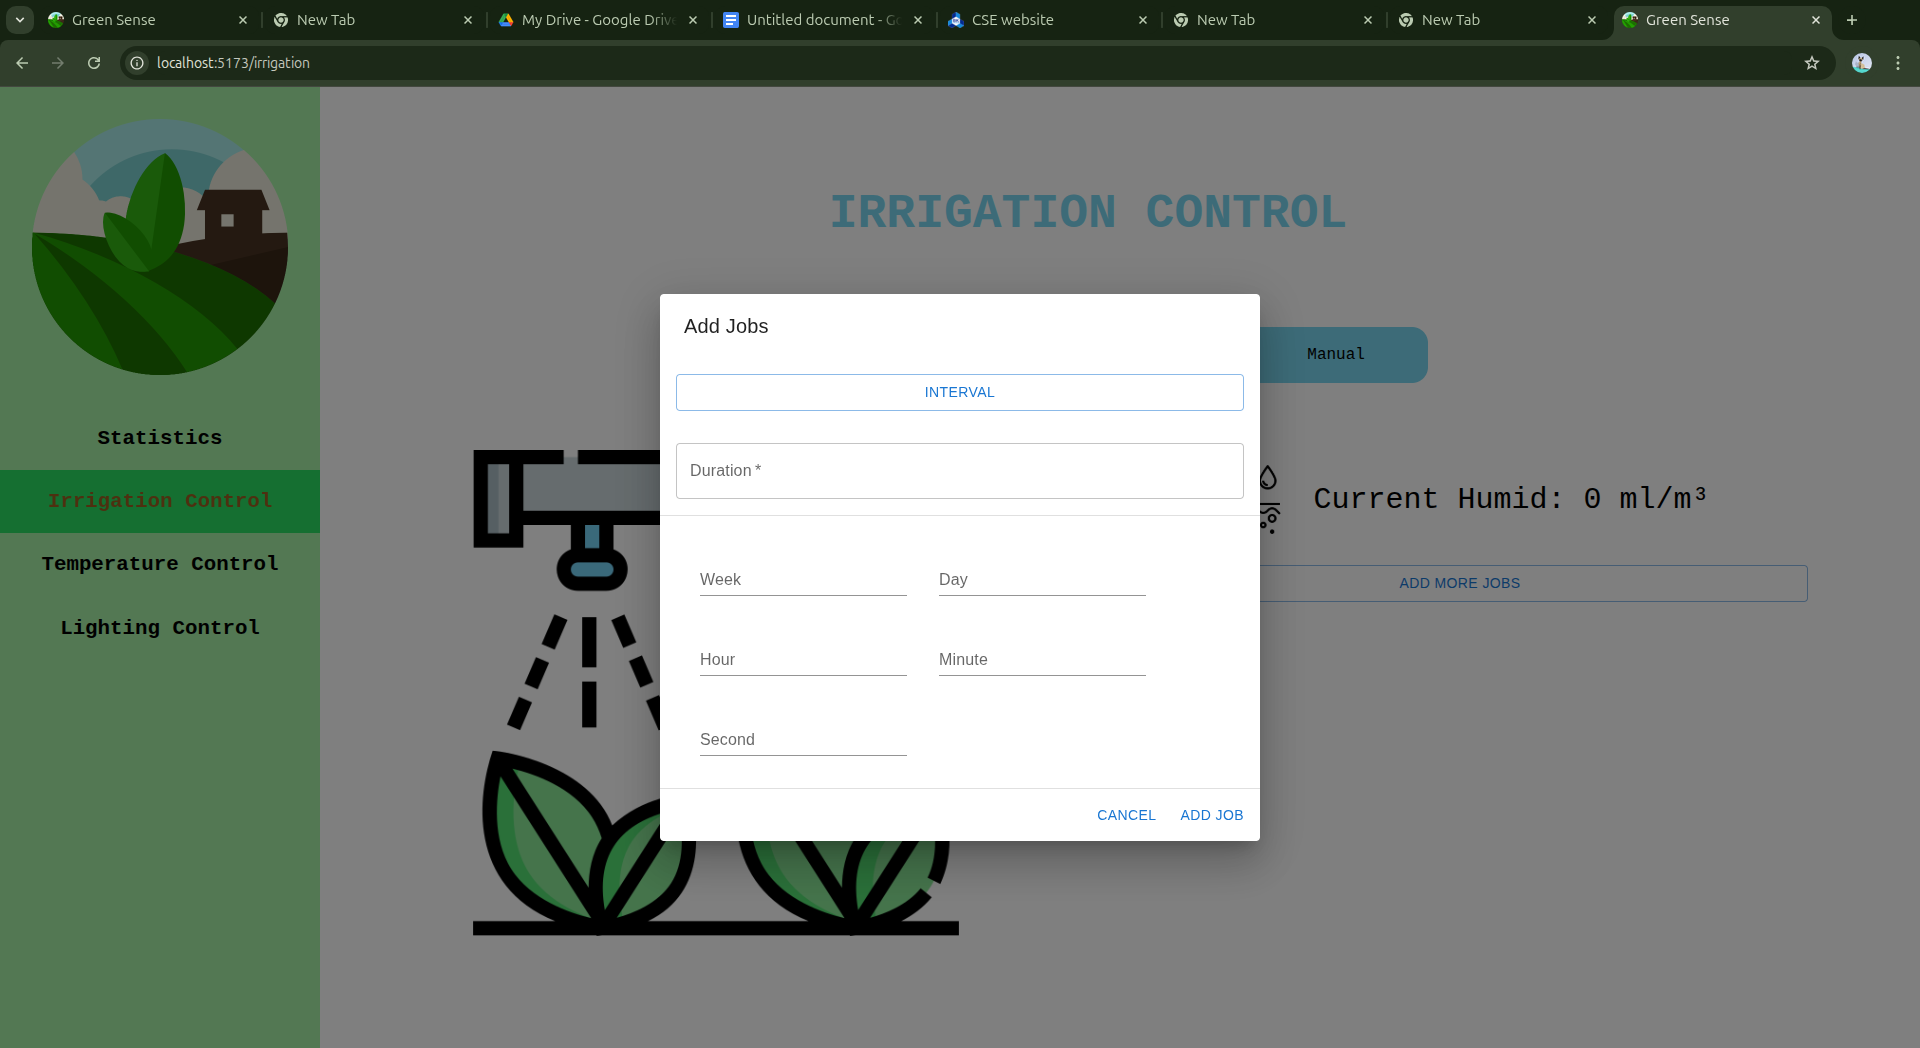 Green Sense
New Tab
My Drive - Google Drive
Untitled document - Go
CSE website
New Tab
New Tab
Green Sense
localhost:5173/irrigation
Statistics
Irrigation Control
Temperature Control
Lighting Control
IRRIGATION CONTROL
Manual
Current Humid: 0 ml/m³
ADD MORE JOBS
Add Jobs
INTERVAL
Duration *
Week
Day
Hour
Minute
Second
CANCEL
ADD JOB